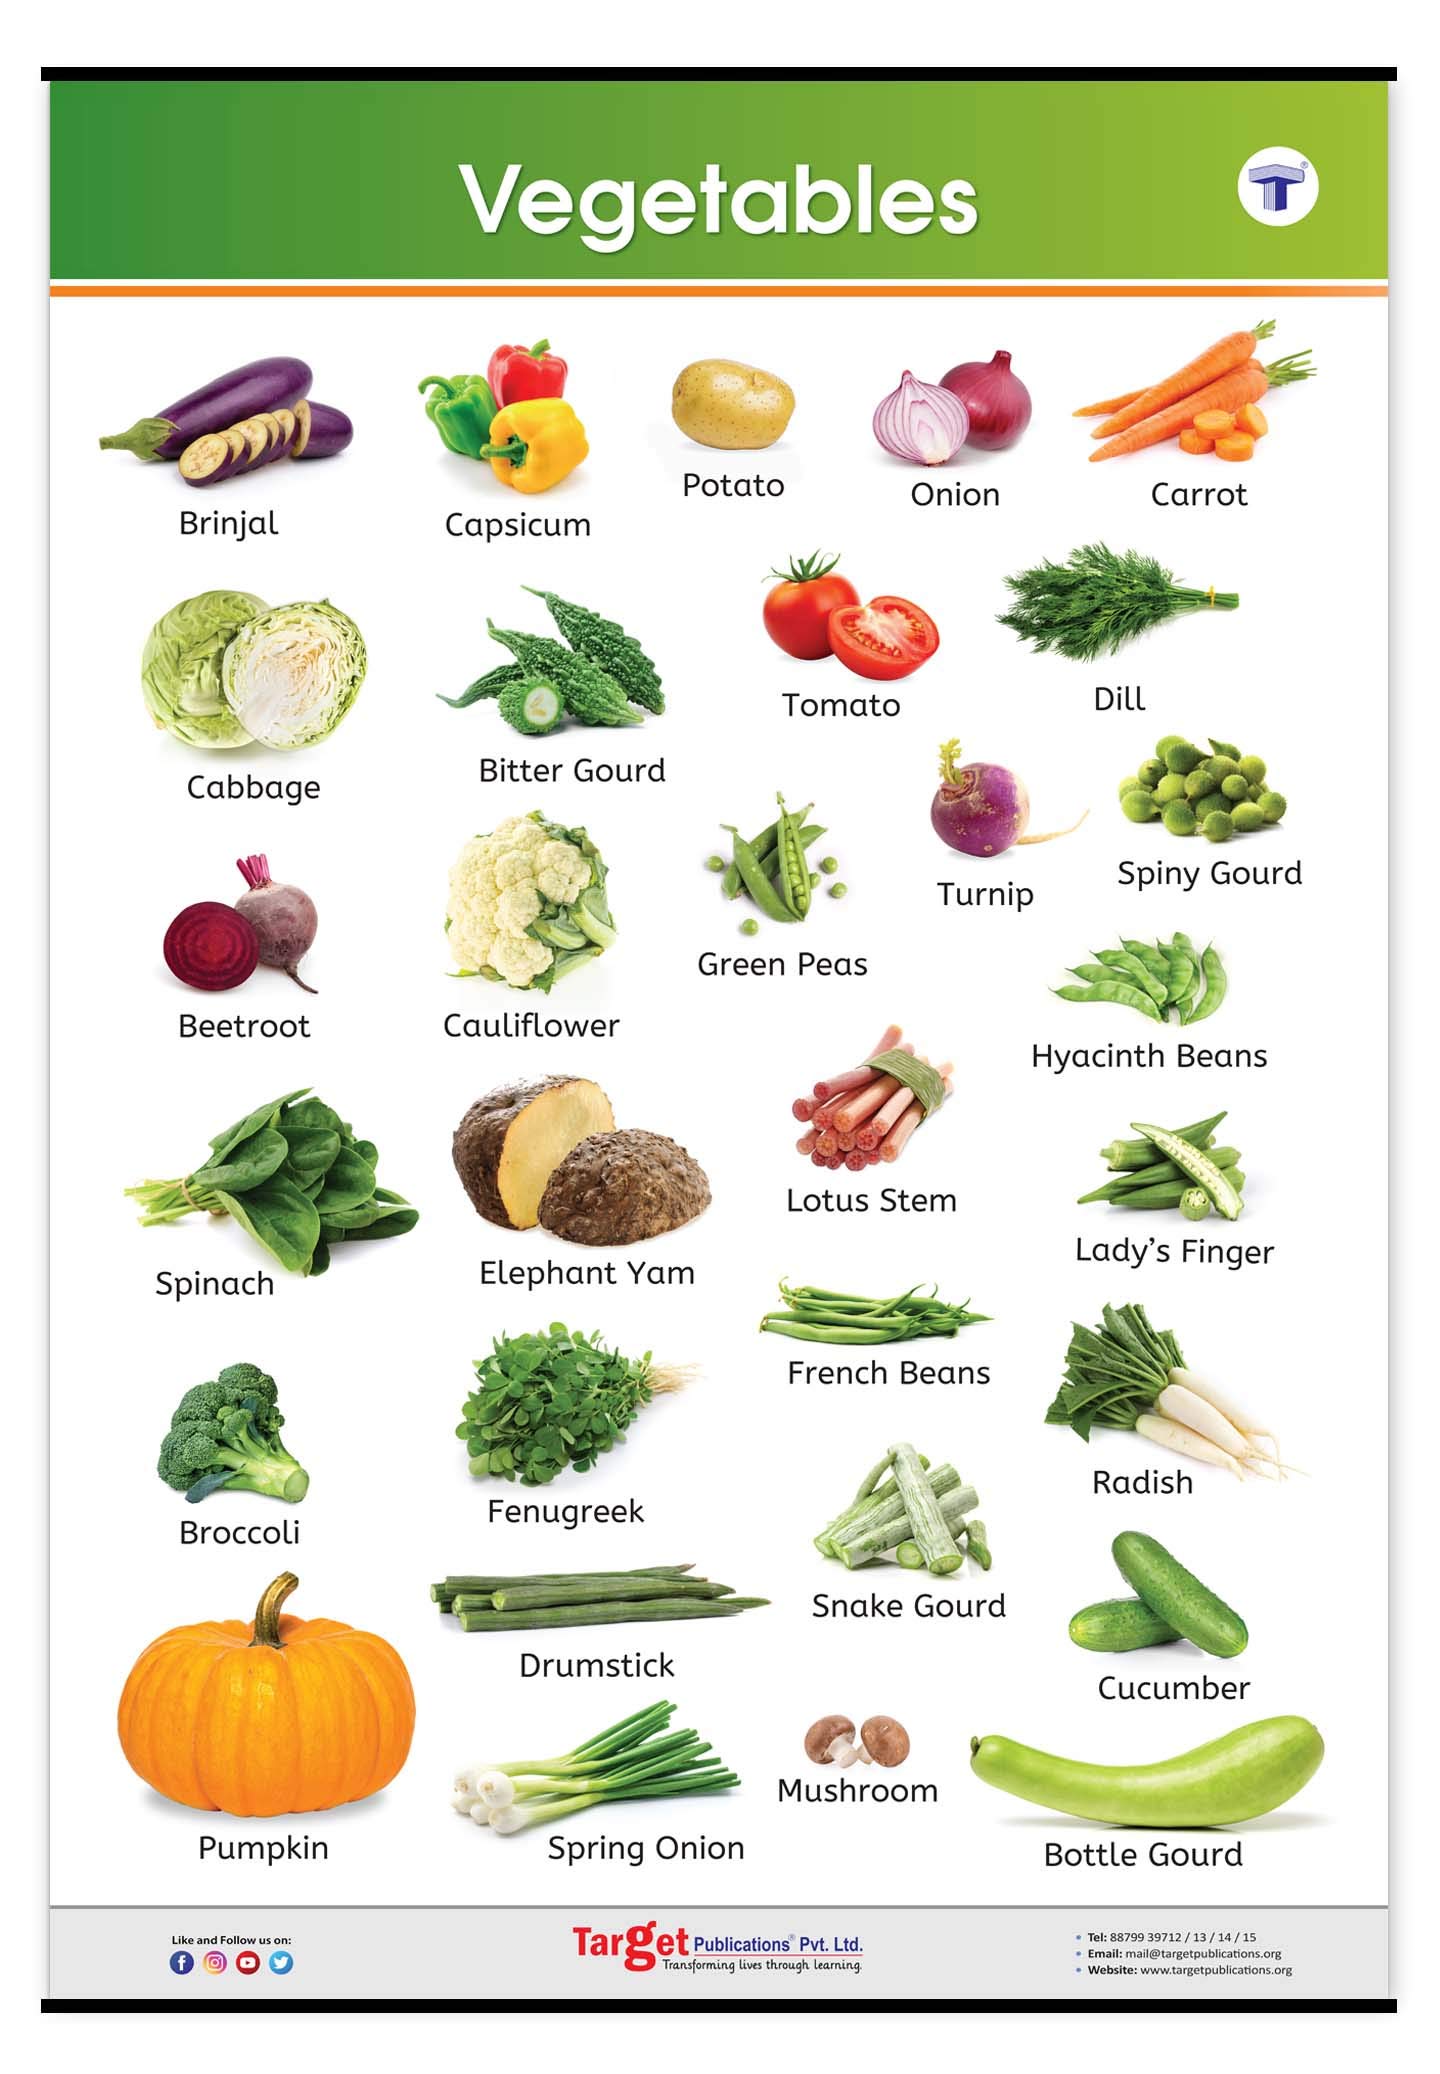 Vegetables
T
®
Brinjal
Capsicum
Potato
Onion
Carrot
Cabbage
Bitter Gourd
Tomato
Dill
Beetroot
Cauliflower
Green Peas
Turnip
Spiny Gourd
Hyacinth Beans
Spinach
Elephant Yam
Lotus Stem
Lady’s Finger
French Beans
Broccoli
Fenugreek
Radish
Snake Gourd
Drumstick
Cucumber
Pumpkin
Spring Onion
Mushroom
Bottle Gourd
Like and Follow us on:
Target Publications® Pvt. Ltd.
Transforming lives through learning.
• Tel: 88799 39712 / 13 / 14 / 15
• Email: mail@targetpublications.org
• Website: www.targetpublications.org